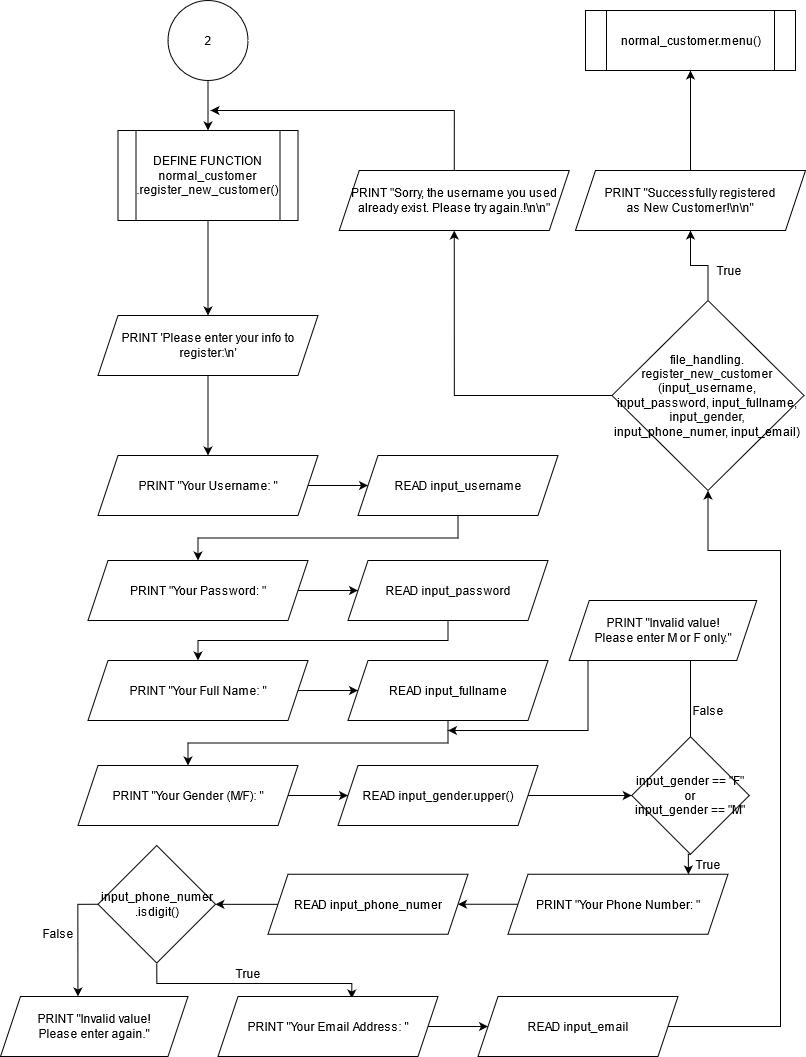 2
normal_customer.menu()
DEFINE FUNCTION
normal_customer
.register_new_customer()
PRINT "Sorry, the username you used
already exist. Please try again.!\n\n"
PRINT "Successfully registered
as New Customer!\n\n"
True
PRINT 'Please enter your info to
register:\n'
file_handling.
register_new_customer
(input_username,
input_password, input_fullname,
input_gender,
input_phone_numer, input_email)
PRINT "Your Username: "
READ input_username
PRINT "Your Password: "
READ input_password
PRINT "Invalid value!
Please enter M or F only."
PRINT "Your Full Name: "
READ input_fullname
False
PRINT "Your Gender (M/F): "
READ input_gender.upper()
input_gender == "F"
or
input_gender == "M"
True
input_phone_numer
.isdigit()
READ input_phone_numer
PRINT "Your Phone Number: "
False
True
PRINT "Invalid value!
Please enter again."
PRINT "Your Email Address: "
READ input_email